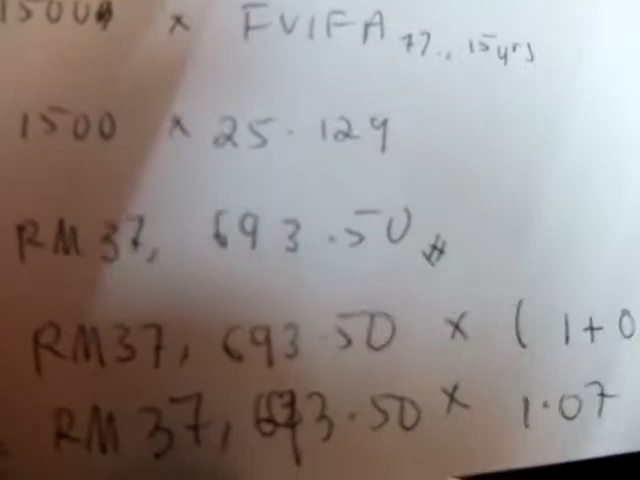 1500 x FVIFA 7%, 15yrs
1500 x 25.129
RM37, 693.50 #
RM37, 693.50 x (1+0
RM37, 693.50 x 1.07